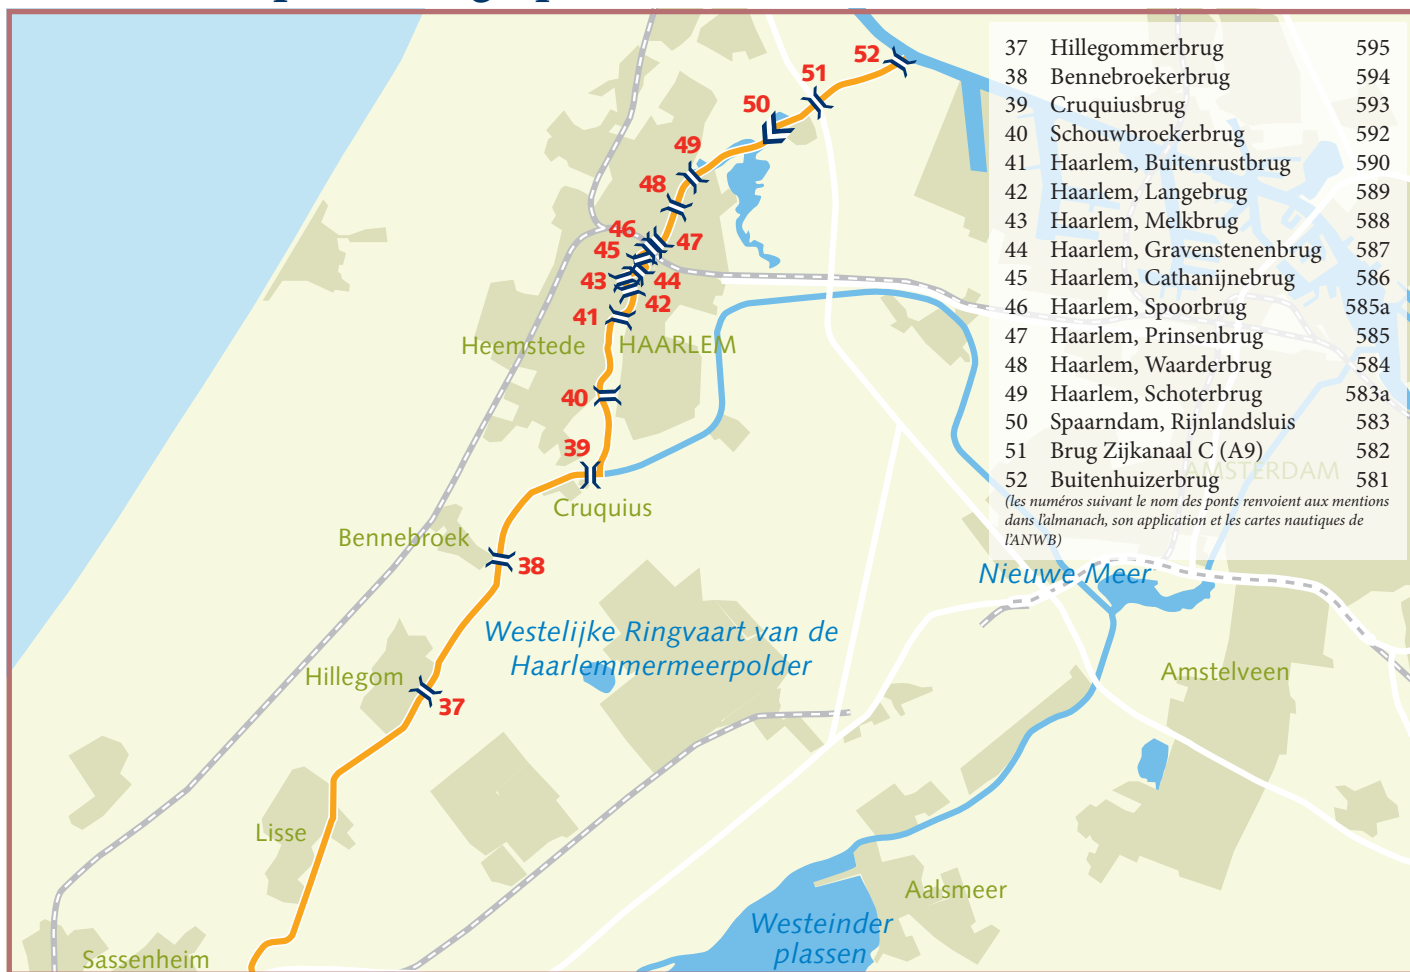 37 Hillegommerbrug 595
38 Bennebroekerbrug 594
39 Cruquiusbrug 593
40 Schouwbroekerbrug 592
41 Haarlem, Buitenrustbrug 590
42 Haarlem, Langebrug 589
43 Haarlem, Melkbrug 588
44 Haarlem, Gravenstenenbrug 587
45 Haarlem, Cathanijnebrug 586
46 Haarlem, Spoorbrug 585a
47 Haarlem, Prinsenbrug 585
48 Haarlem, Waarderbrug 584
49 Haarlem, Schoterbrug 583a
50 Spaarndam, Rijnlandsluis 583
51 Brug Zijkanaal C (A9) 582
52 Buitenhuizerbrug 581
(les numéros suivant le nom des ponts renvoient aux mentions
dans l'almanach, son application et les cartes nautiques de
l'ANWB)
AMSTERDAM
52
51
50
49
48
46
47
45
43
44
42
41
Heemstede
HAARLEM
40
39
Cruquius
Bennebroek
38
Nieuwe Meer
Westelijke Ringvaart van de
Haarlemmermeerpolder
Hillegom
37
Amstelveen
Lisse
Aalsmeer
Westeinder
plassen
Sassenheim